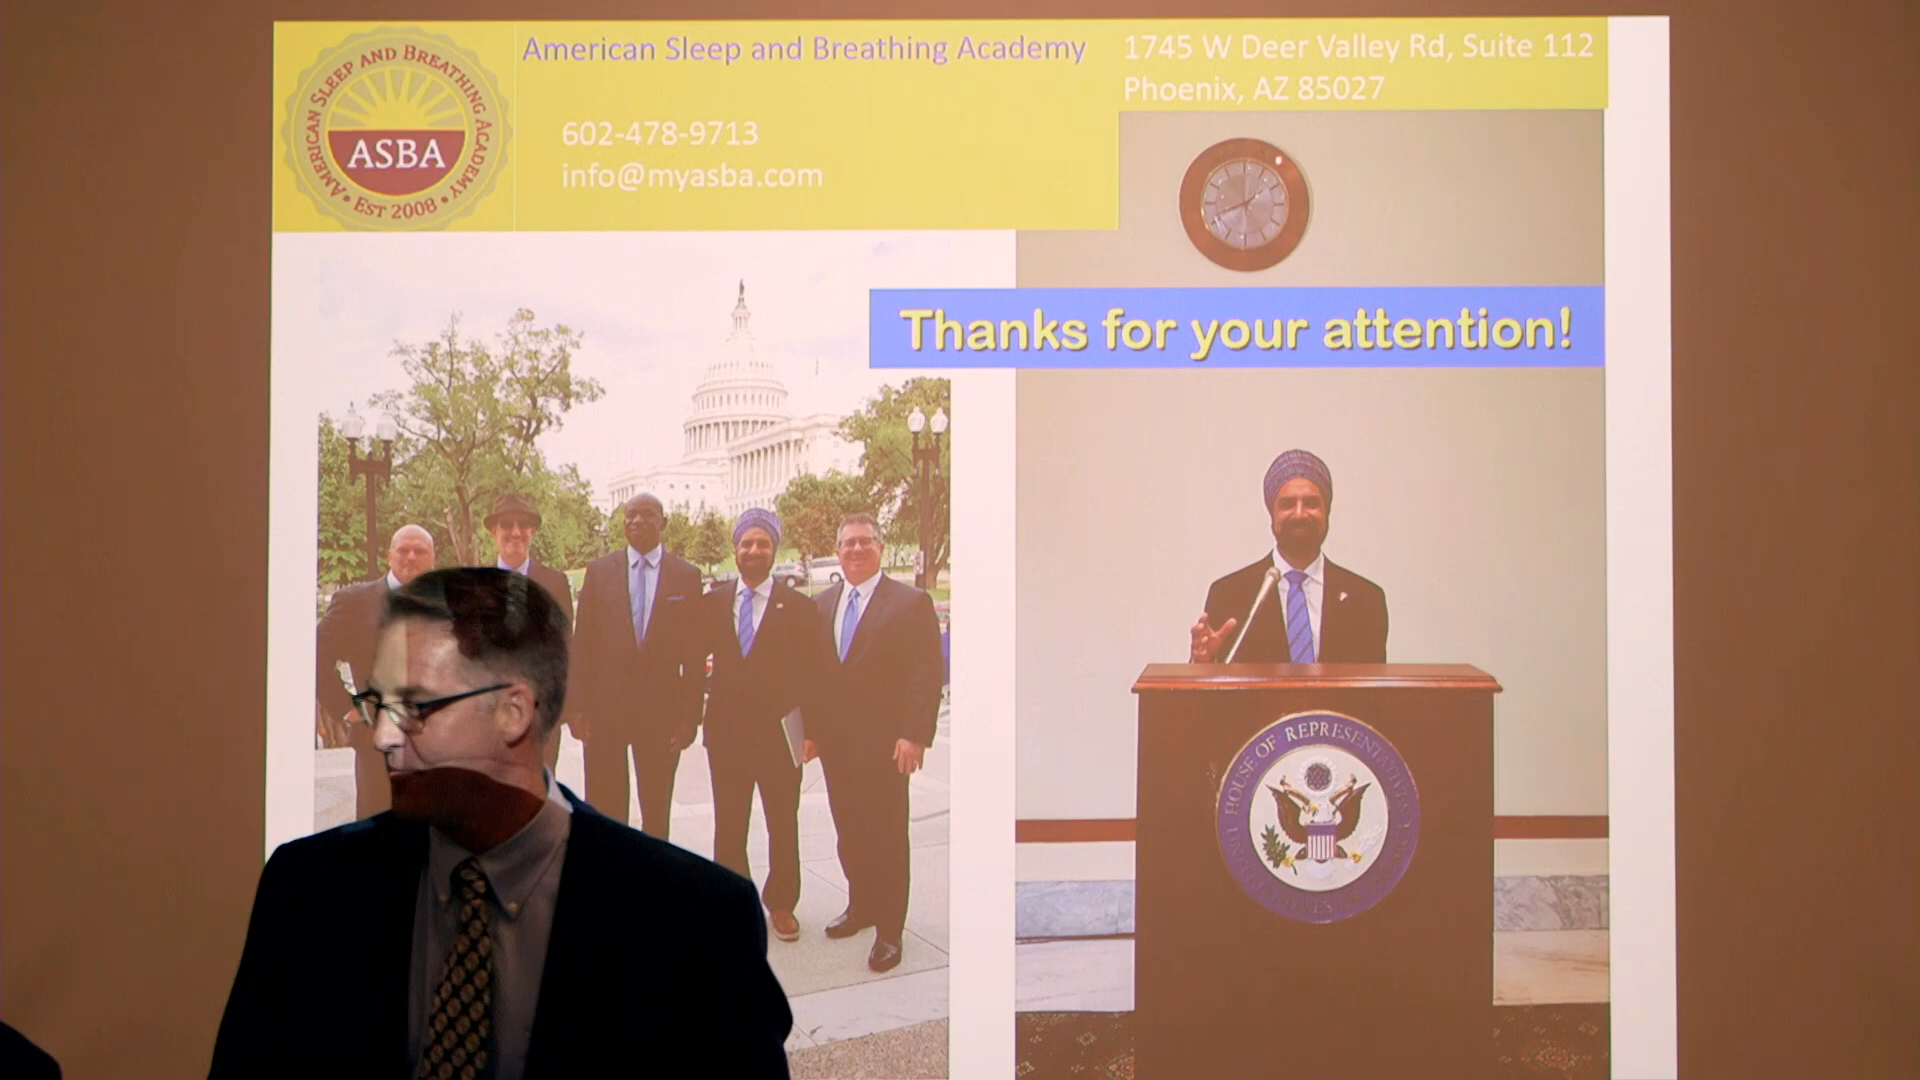 AMERICAN SLEEP AND BREATHING ACADEMY
ASBA
• EST 2008 •
American Sleep and Breathing Academy
602-478-9713
info@myasba.com
1745 W Deer Valley Rd, Suite 112
Phoenix, AZ 85027
Thanks for your attention!
HOUSE OF REPRESENTATIVES